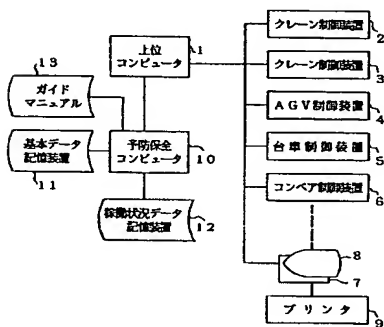 13
ガイド
マニュアル
上位
コンピュータ
1
基本データ
記憶装置
11
予防保全
コンピュータ
10
稼働状況データ
記憶装置
12
クレーン制御装置
2
クレーン制御装置
3
AGV制御装置
4
台車制御装置
5
コンベア制御装置
6
8
7
プリンタ
9